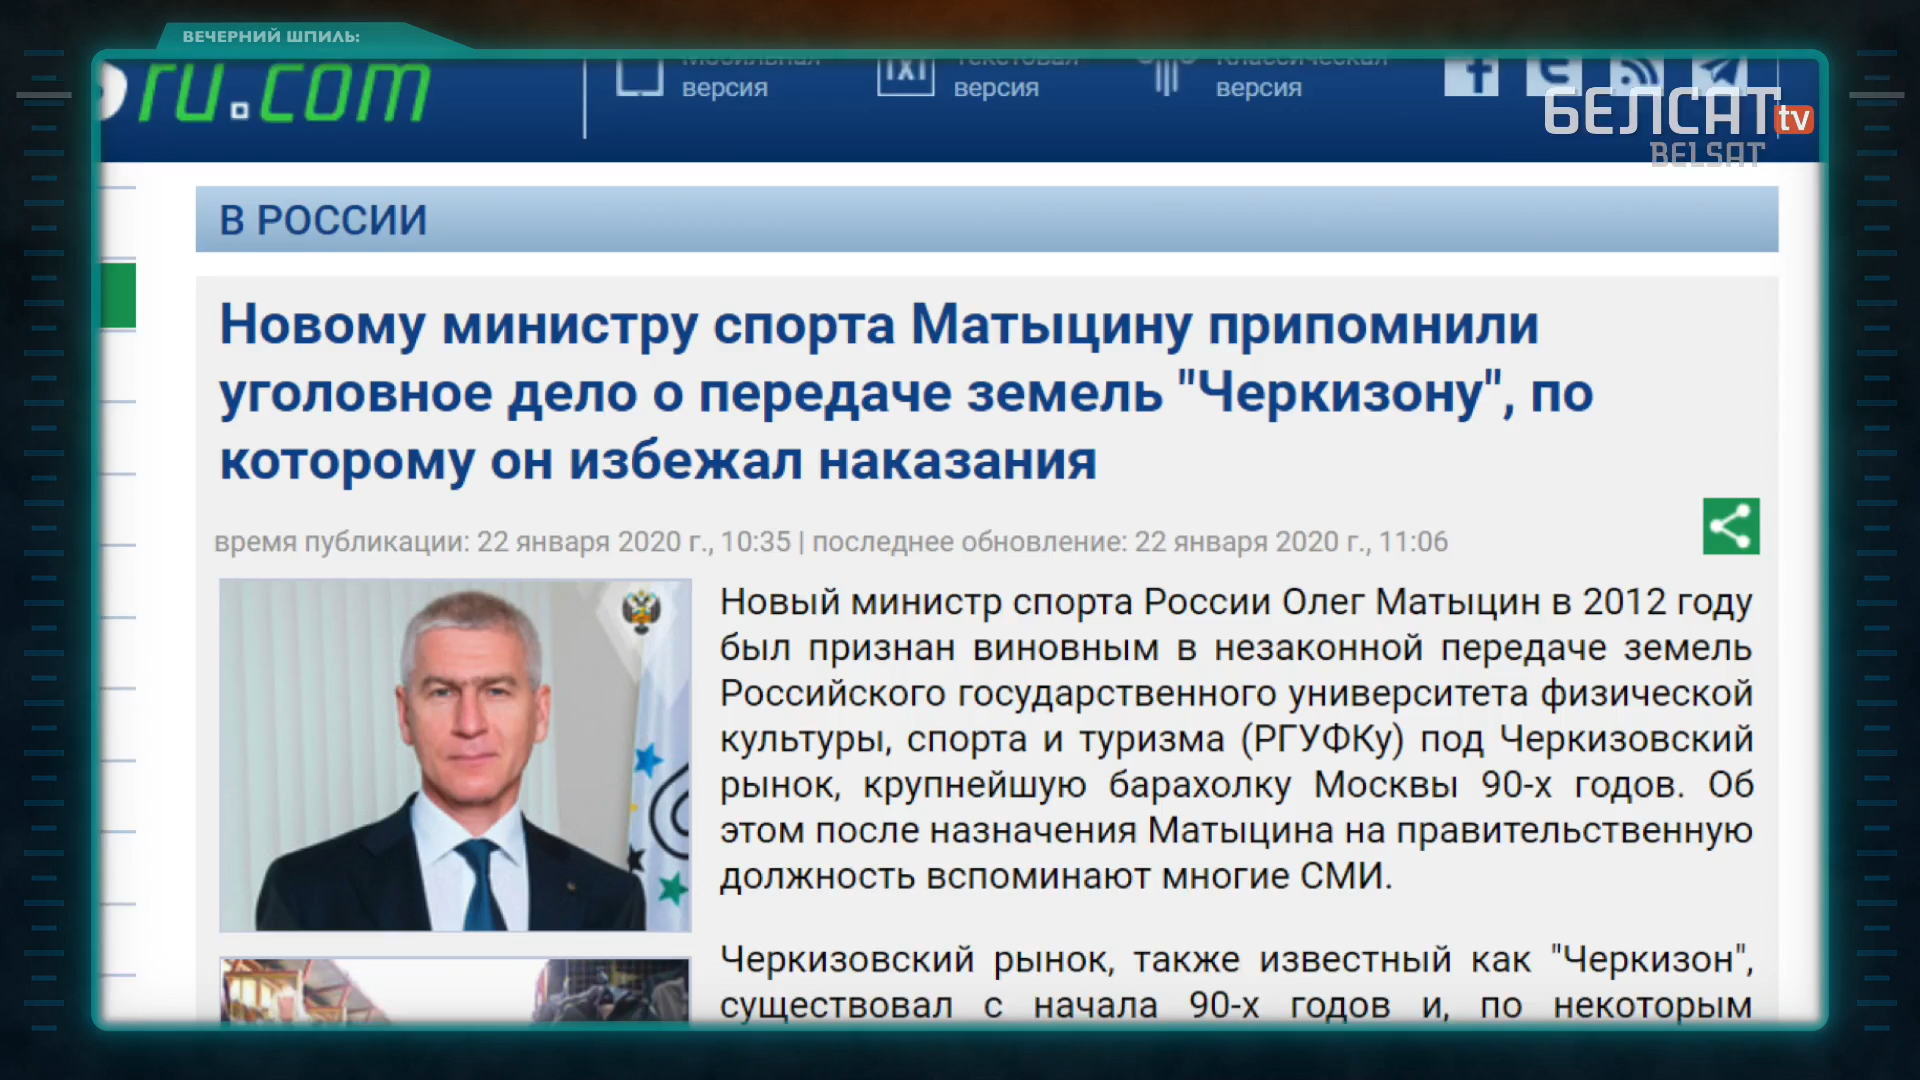 ВЕЧЕРНИЙ ШПИЛЬ:
ru.com
Мобильная
версия
Текстовая
версия
Классическая
версия
БЕЛСАТ tv
BELSAT
В РОССИИ
Новому министру спорта Матыцину припомнили
уголовное дело о передаче земель "Черкизону", по
которому он избежал наказания
время публикации: 22 января 2020 г., 10:35 | последнее обновление: 22 января 2020 г., 11:06
Новый министр спорта России Олег Матыцин в 2012 году
был признан виновным в незаконной передаче земель
Российского государственного университета физической
культуры, спорта и туризма (РГУФКу) под Черкизовский
рынок, крупнейшую барахолку Москвы 90-х годов. Об
этом после назначения Матыцина на правительственную
должность вспоминают многие СМИ.
Черкизовский рынок, также известный как "Черкизон",
существовал с начала 90-х годов и, по некоторым